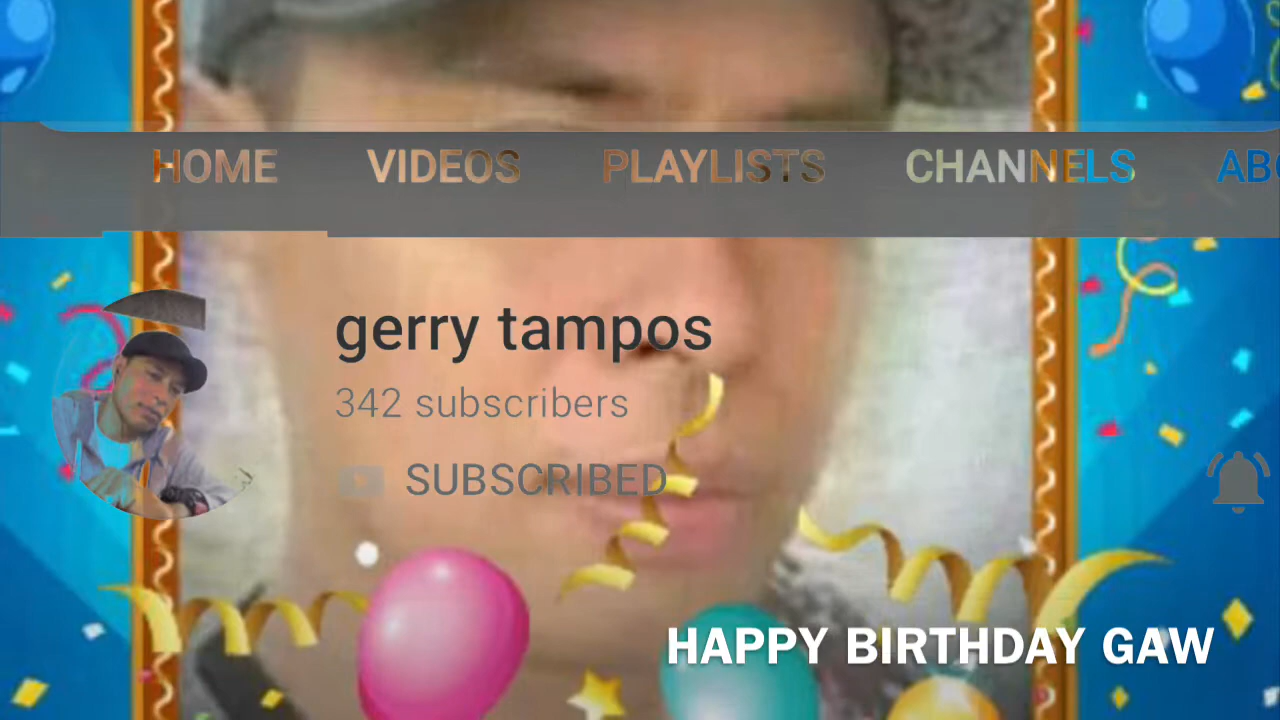 HOME VIDEOS PLAYLISTS CHANNELS
gerry tampos
342 subscribers
SUBSCRIBED
HAPPY BIRTHDAY GAW